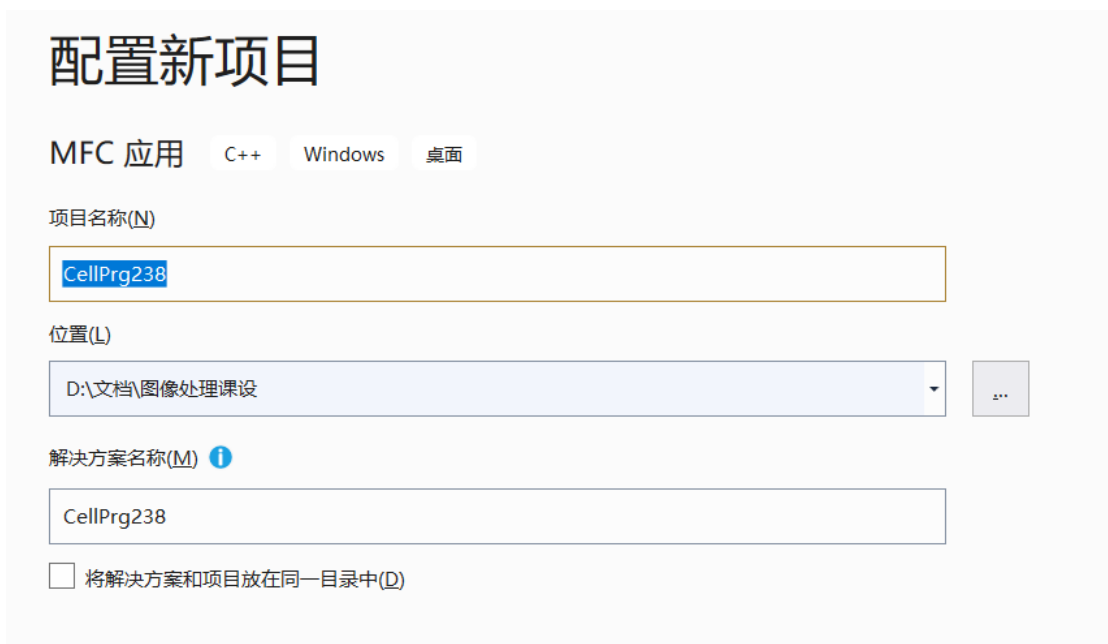 配置新项目
MFC 应用 C++ Windows 桌面
项目名称(N)
CellPrg238
位置(L)
D:\文档\图像处理课设 ...
解决方案名称(M)
CellPrg238
将解决方案和项目放在同一目录中(D)